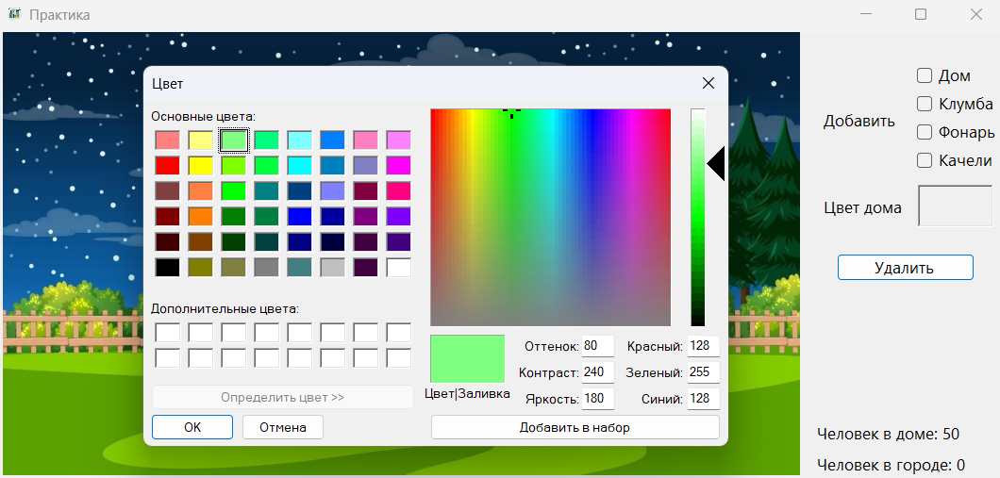 Практика
Цвет
Основные цвета:
Дополнительные цвета:
Определить цвет >>
OK
Отмена
Цвет|Заливка
Оттенок: 80
Контраст: 240
Яркость: 180
Красный: 128
Зеленый: 255
Синий: 128
Добавить в набор
Добавить
Дом
Клумба
Фонарь
Качели
Цвет дома
Удалить
Человек в доме: 50
Человек в городе: 0